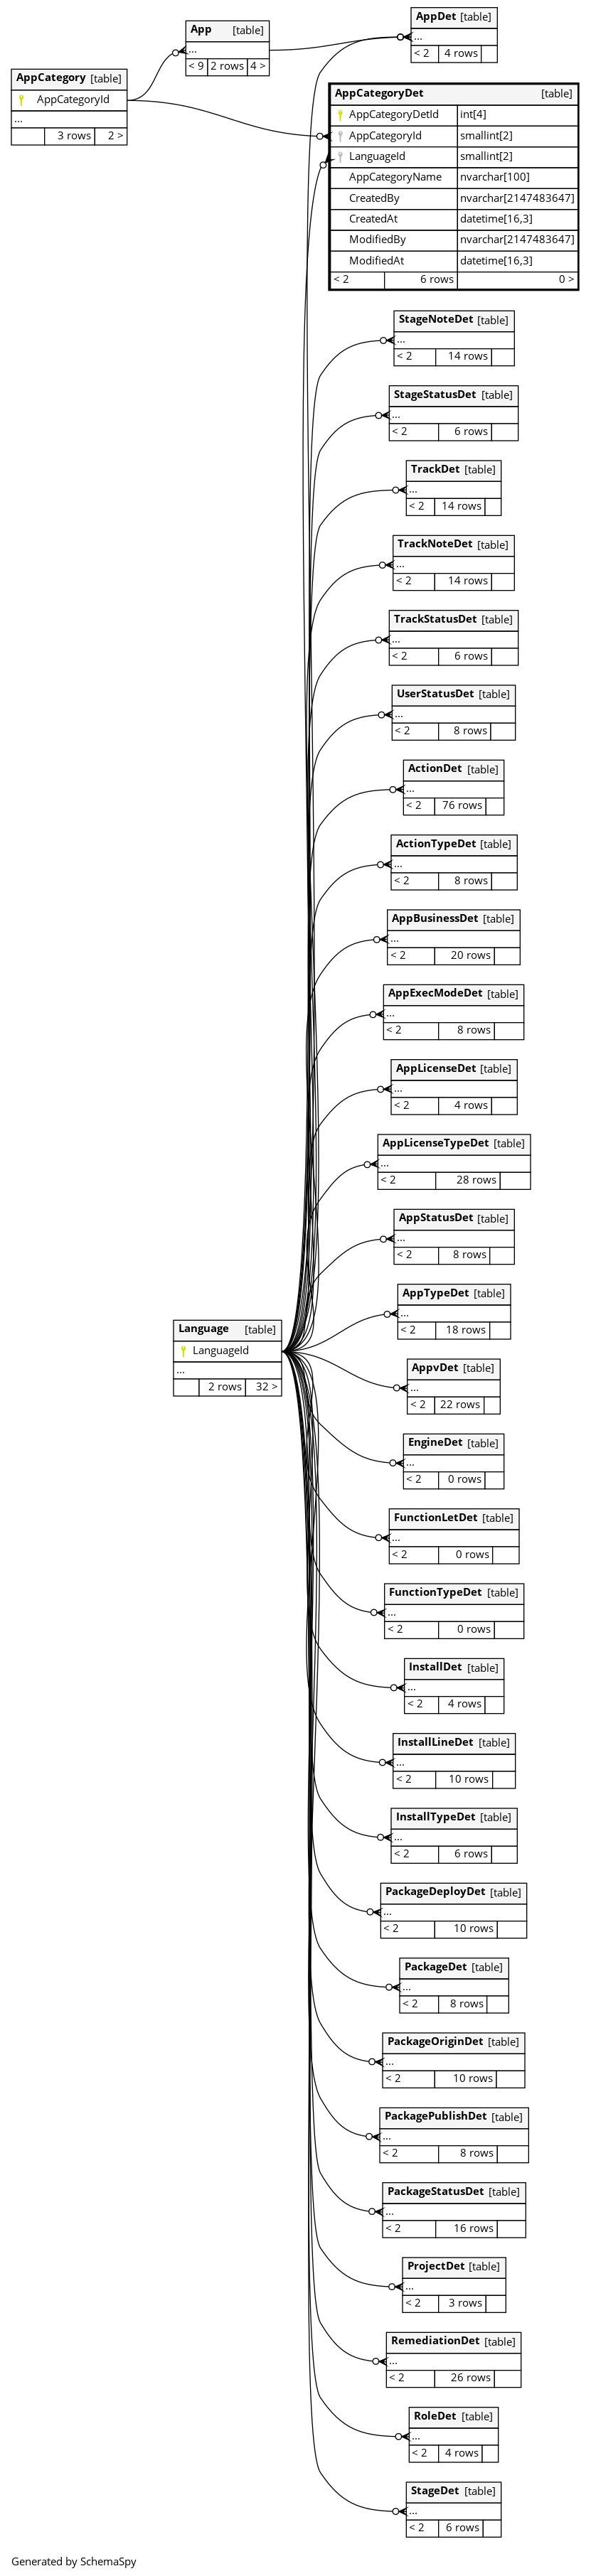 App [table]
...
< 9 2 rows 4 >
AppDet [table]
...
< 2 4 rows
AppCategory [table]
AppCategoryId
...
3 rows 2 >
AppCategoryDet [table]
AppCategoryDetId int[4]
AppCategoryId smallint[2]
LanguageId smallint[2]
AppCategoryName nvarchar[100]
CreatedBy nvarchar[2147483647]
CreatedAt datetime[16,3]
ModifiedBy nvarchar[2147483647]
ModifiedAt datetime[16,3]
< 2 6 rows 0 >
StageNoteDet [table]
...
< 2 14 rows
StageStatusDet [table]
...
< 2 6 rows
TrackDet [table]
...
< 2 14 rows
TrackNoteDet [table]
...
< 2 14 rows
TrackStatusDet [table]
...
< 2 6 rows
UserStatusDet [table]
...
< 2 8 rows
ActionDet [table]
...
< 2 76 rows
ActionTypeDet [table]
...
< 2 8 rows
AppBusinessDet [table]
...
< 2 20 rows
AppExecModeDet [table]
...
< 2 8 rows
AppLicenseDet [table]
...
< 2 4 rows
AppLicenseTypeDet [table]
...
< 2 28 rows
AppStatusDet [table]
...
< 2 8 rows
AppTypeDet [table]
...
< 2 18 rows
Language [table]
LanguageId
...
2 rows 32 >
AppvDet [table]
...
< 2 22 rows
EngineDet [table]
...
< 2 0 rows
FunctionLetDet [table]
...
< 2 0 rows
FunctionTypeDet [table]
...
< 2 0 rows
InstallDet [table]
...
< 2 4 rows
InstallLineDet [table]
...
< 2 10 rows
InstallTypeDet [table]
...
< 2 6 rows
PackageDeployDet [table]
...
< 2 10 rows
PackageDet [table]
...
< 2 8 rows
PackageOriginDet [table]
...
< 2 10 rows
PackagePublishDet [table]
...
< 2 8 rows
PackageStatusDet [table]
...
< 2 16 rows
ProjectDet [table]
...
< 2 3 rows
RemediationDet [table]
...
< 2 26 rows
RoleDet [table]
...
< 2 4 rows
StageDet [table]
...
< 2 6 rows
Generated by SchemaSpy